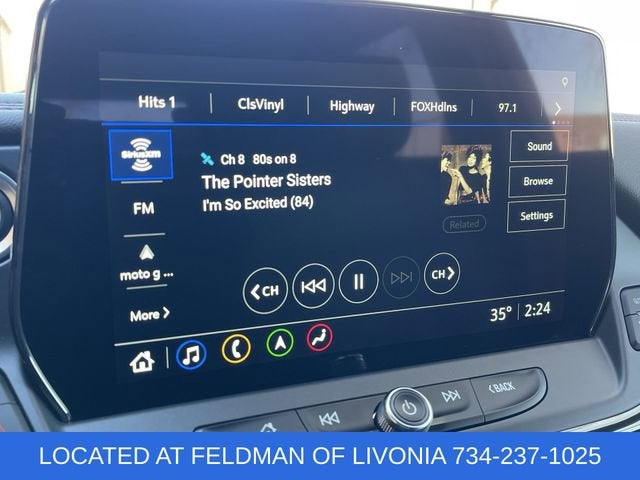 Hits 1 ClsVinyl Highway FOXHdlns 97.1
SiriusXM
Ch 8 80s on 8
The Pointer Sisters
I'm So Excited (84)
Related
Sound
Browse
Settings
FM
moto g ...
More
CH CH
35° 2:24
BACK
LOCATED AT FELDMAN OF LIVONIA 734-237-1025